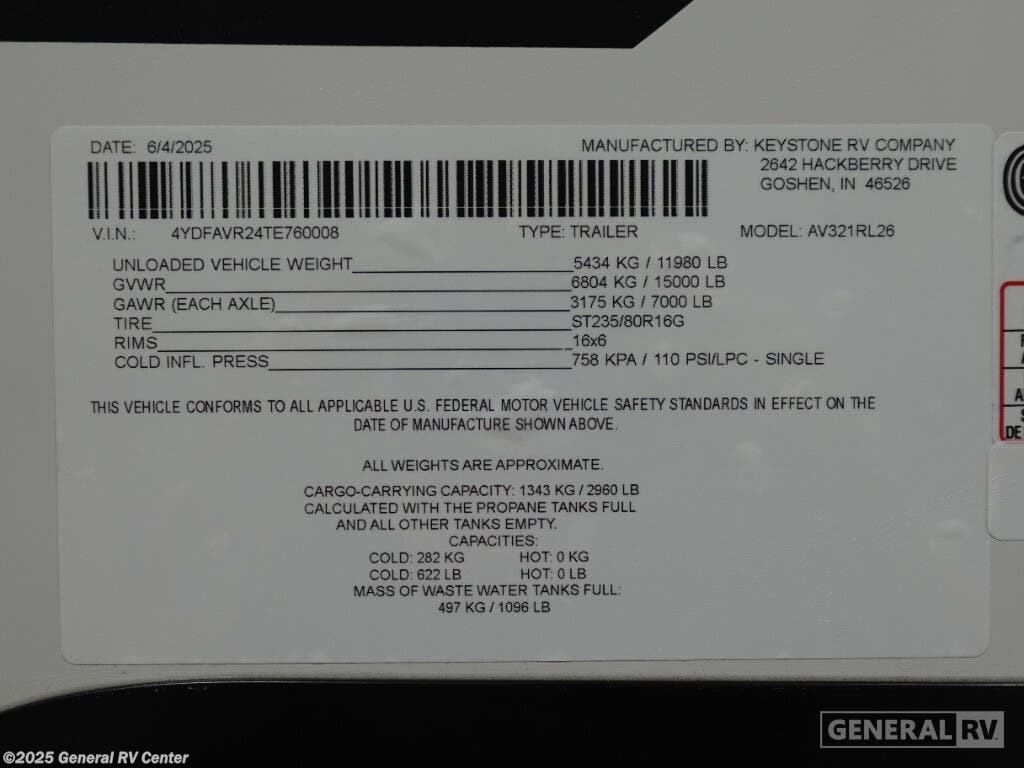 DATE: 6/4/2025
MANUFACTURED BY: KEYSTONE RV COMPANY
2642 HACKBERRY DRIVE
GOSHEN, IN 46526
V.I.N.: 4YDFAVR24TE760008 TYPE: TRAILER MODEL: AV321RL26
UNLOADED VEHICLE WEIGHT 5434 KG / 11980 LB
GVWR 6804 KG / 15000 LB
GAWR (EACH AXLE) 3175 KG / 7000 LB
TIRE ST235/80R16G
RIMS 16x6
COLD INFL. PRESS 758 KPA / 110 PSI/LPC - SINGLE
THIS VEHICLE CONFORMS TO ALL APPLICABLE U.S. FEDERAL MOTOR VEHICLE SAFETY STANDARDS IN EFFECT ON THE
DATE OF MANUFACTURE SHOWN ABOVE.
ALL WEIGHTS ARE APPROXIMATE.
CARGO-CARRYING CAPACITY: 1343 KG / 2960 LB
CALCULATED WITH THE PROPANE TANKS FULL
AND ALL OTHER TANKS EMPTY.
CAPACITIES:
COLD: 282 KG HOT: 0 KG
COLD: 622 LB HOT: 0 LB
MASS OF WASTE WATER TANKS FULL:
497 KG / 1096 LB
DE
GENERAL RV
©2025 General RV Center